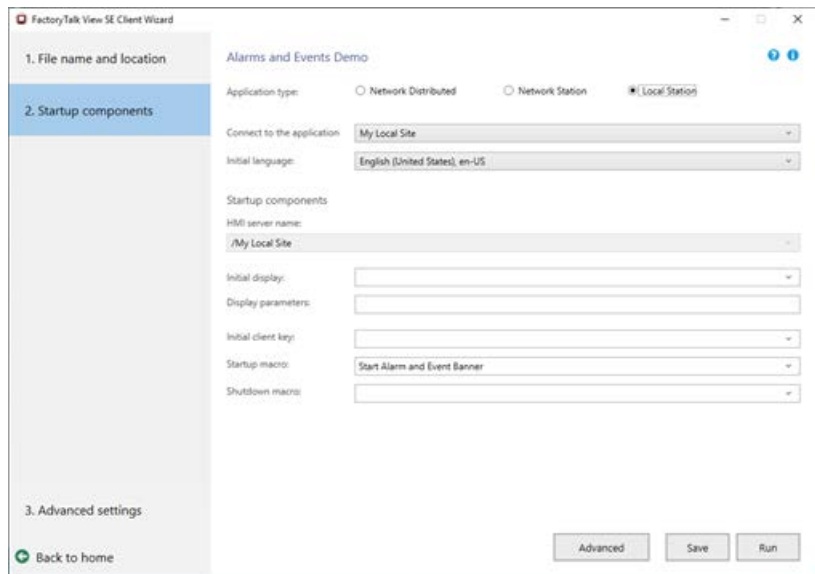 FactoryTalk View SE Client Wizard
1. File name and location
2. Startup components
3. Advanced settings
Back to home
Alarms and Events Demo
Application type: Network Distributed Network Station Local Station
Connect to the application My Local Site
Initial language: English (United States), en-US
Startup components
HMI server name:
/My Local Site
Initial display:
Display parameters:
Initial client key:
Startup macro: Start Alarm and Event Banner
Shutdown macro:
Advanced Save Run